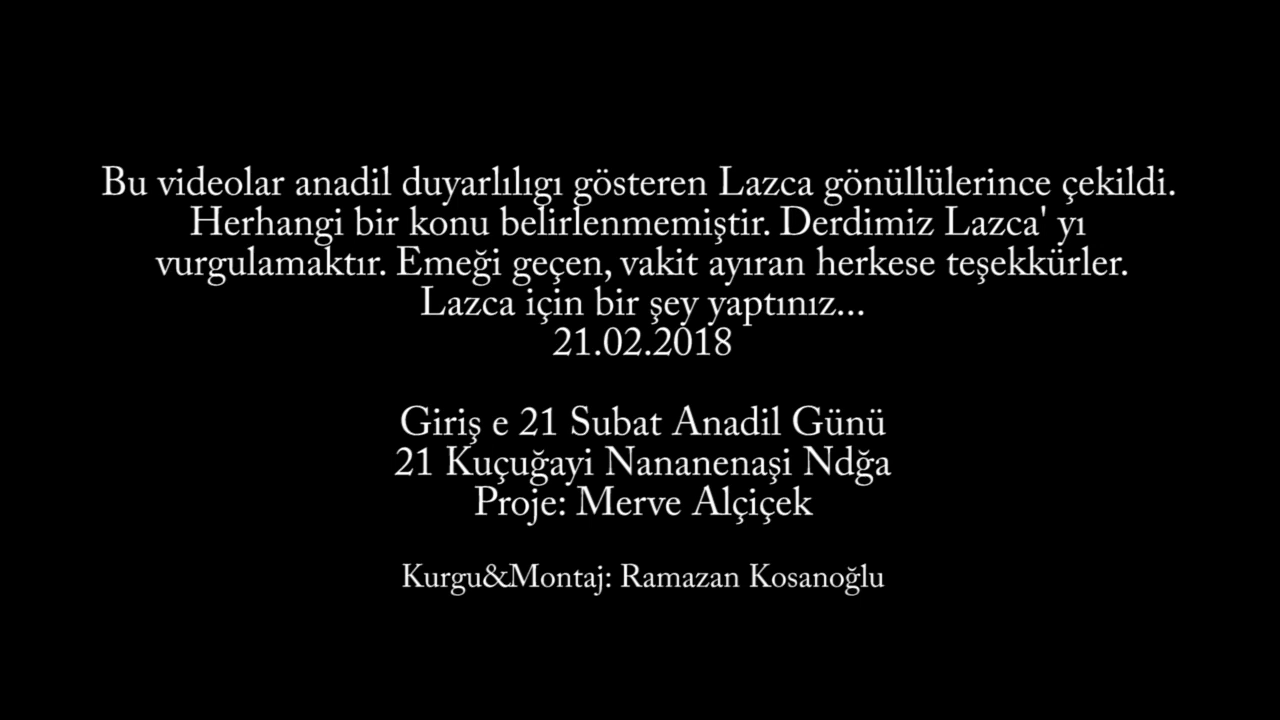 Bu videolar anadil duyarlılıgı gösteren Lazca gönüllülerince çekildi.
Herhangi bir konu belirlenmemiştir. Derdimiz Lazca' yı
vurgulamaktır. Emeği geçen, vakit ayıran herkese teşekkürler.
Lazca için bir şey yaptınız...
21.02.2018
Giriş e 21 Subat Anadil Günü
21 Kuçuğayi Nananenaşi Ndğa
Proje: Merve Alçiçek
Kurgu&Montaj: Ramazan Kosanoğlu